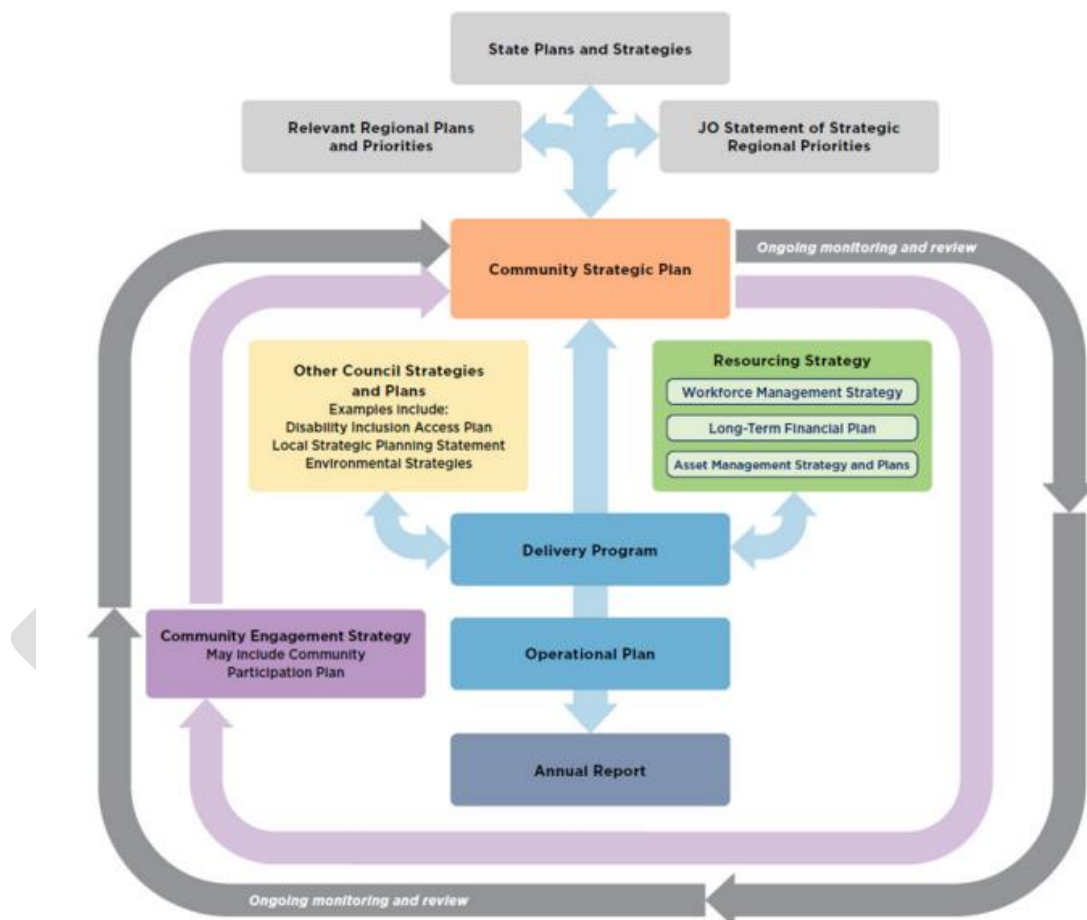 State Plans and Strategies
Relevant Regional Plans
and Priorities
JO Statement of Strategic
Regional Priorities
Community Strategic Plan
Ongoing monitoring and review
Other Council Strategies
and Plans
Examples include:
Disability Inclusion Access Plan
Local Strategic Planning Statement
Environmental Strategies
Resourcing Strategy
Workforce Management Strategy
Long-Term Financial Plan
Asset Management Strategy and Plans
Delivery Program
Community Engagement Strategy
May Include Community
Participation Plan
Operational Plan
Annual Report
Ongoing monitoring and review